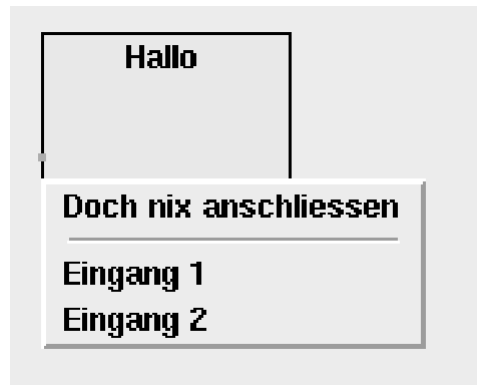 Hallo
Doch nix anschliessen
Eingang 1
Eingang 2